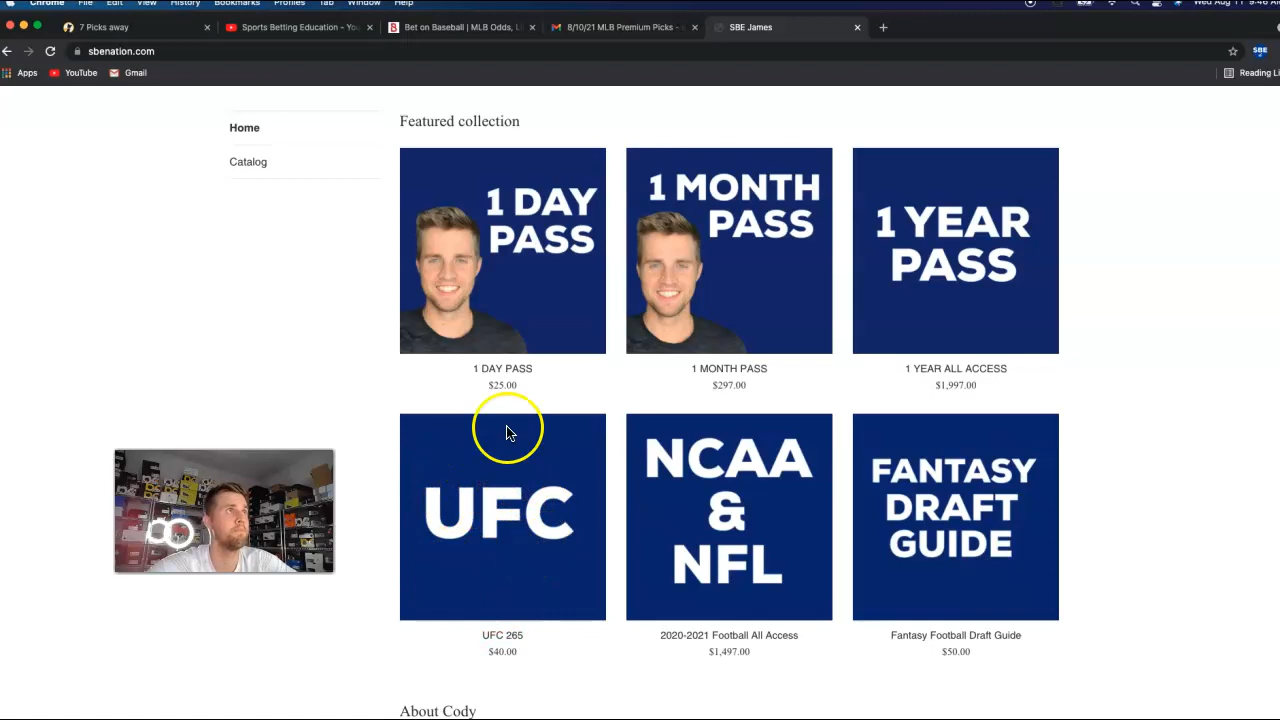 Chrome File Edit View History Bookmarks Profiles Tab Window Help
7 Picks away
Sports Betting Education - Yo
Bet on Baseball | MLB Odds, L
8/10/21 MLB Premium Picks -
SBE James
sbenation.com
SBE
Apps YouTube Gmail
Reading Li
Home
Catalog
Featured collection
1 DAY
PASS
1 MONTH
PASS
1 YEAR
PASS
1 DAY PASS
$25.00
1 MONTH PASS
$297.00
1 YEAR ALL ACCESS
$1,997.00
UFC
NCAA
&
NFL
FANTASY
DRAFT
GUIDE
UFC 265
$40.00
2020-2021 Football All Access
$1,497.00
Fantasy Football Draft Guide
$50.00
About Cody